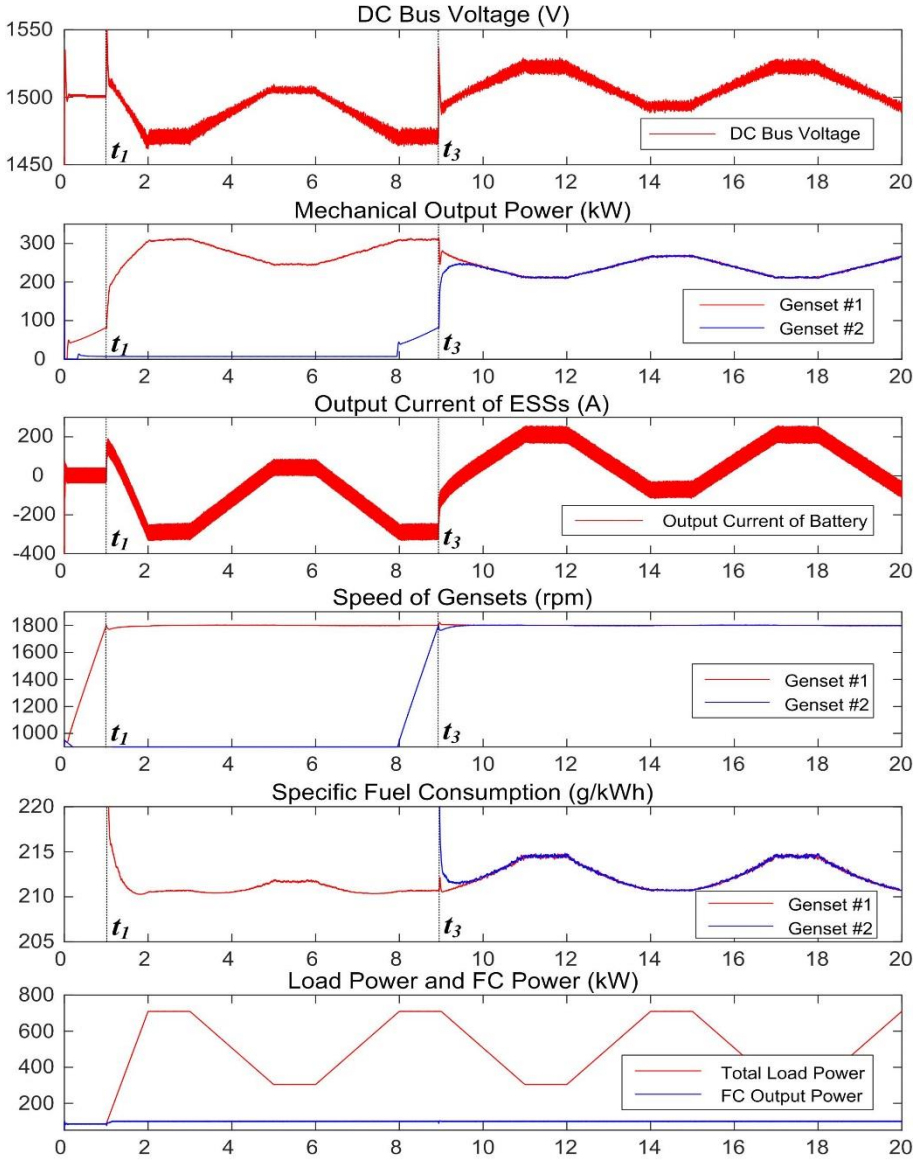 DC Bus Voltage (V)
1550
1500
1450
t1
t3
DC Bus Voltage
0 2 4 6 8 10 12 14 16 18 20
Mechanical Output Power (kW)
300
200
100
0
t1
t3
Genset #1
Genset #2
0 2 4 6 8 10 12 14 16 18 20
Output Current of ESSs (A)
200
0
-200
-400
t1
t3
Output Current of Battery
0 2 4 6 8 10 12 14 16 18 20
Speed of Gensets (rpm)
1800
1600
1400
1200
1000
t1
t3
Genset #1
Genset #2
0 2 4 6 8 10 12 14 16 18 20
Specific Fuel Consumption (g/kWh)
220
215
210
205
t1
t3
Genset #1
Genset #2
0 2 4 6 8 10 12 14 16 18 20
Load Power and FC Power (kW)
800
600
400
200
Total Load Power
FC Output Power
0 2 4 6 8 10 12 14 16 18 20